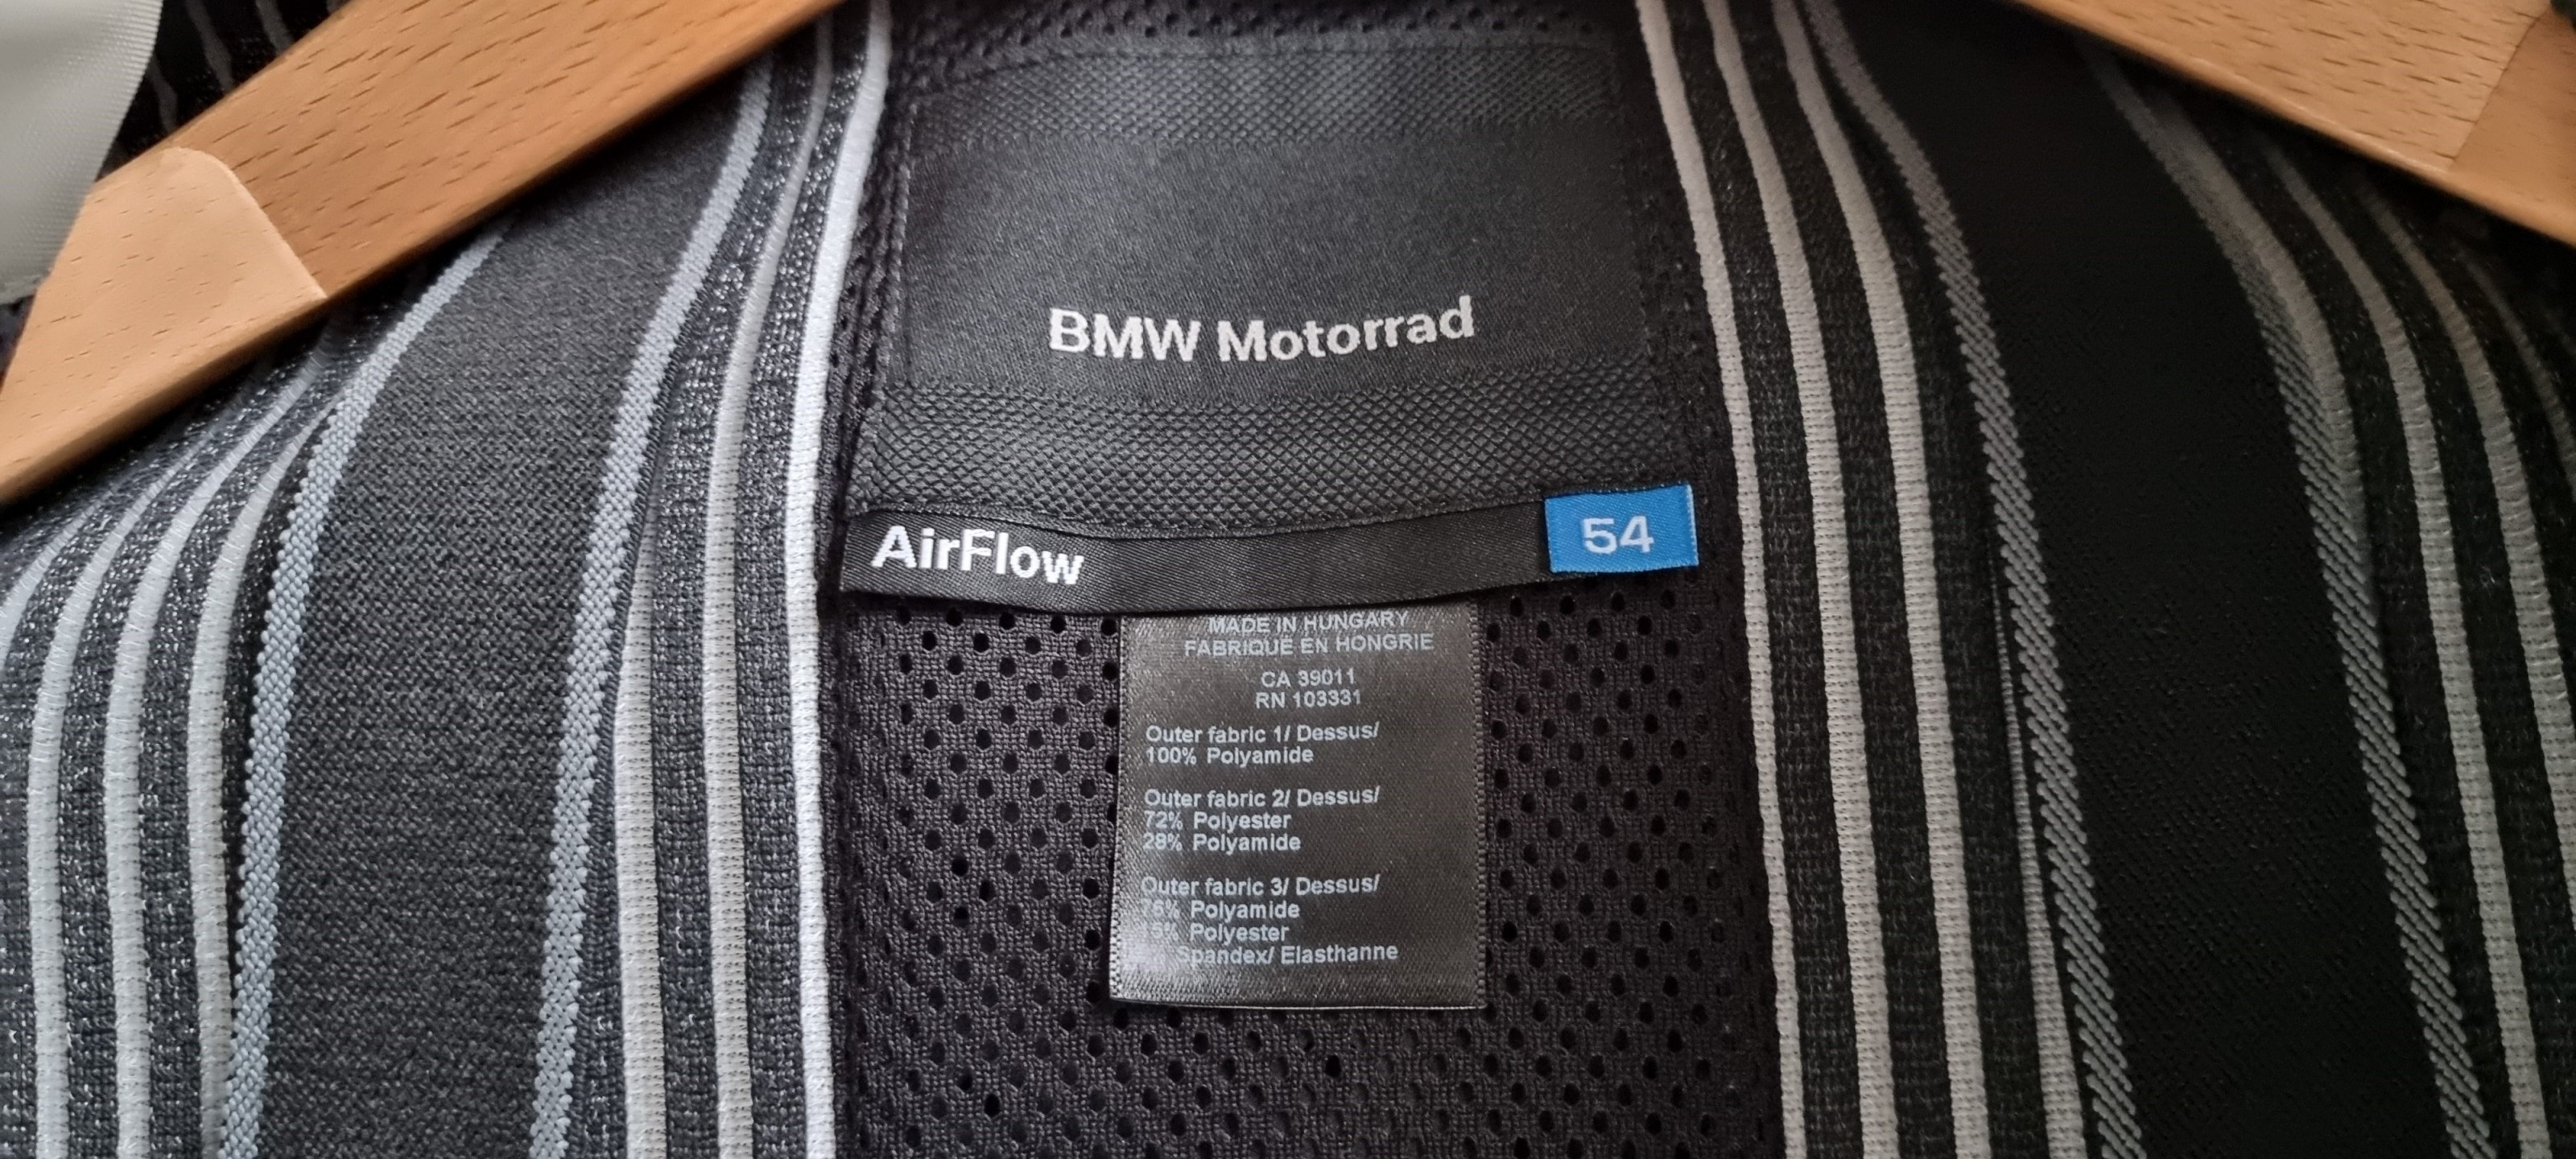 BMW Motorrad
AirFlow
54
MADE IN HUNGARY
FABRIQUE EN HONGRIE
CA 39011
RN 103331
Outer fabric 1/ Dessus/
100% Polyamide
Outer fabric 2/ Dessus/
72% Polyester
28% Polyamide
Outer fabric 3/ Dessus/
Polyamide
Polyester
Spandex/ Elasthanne